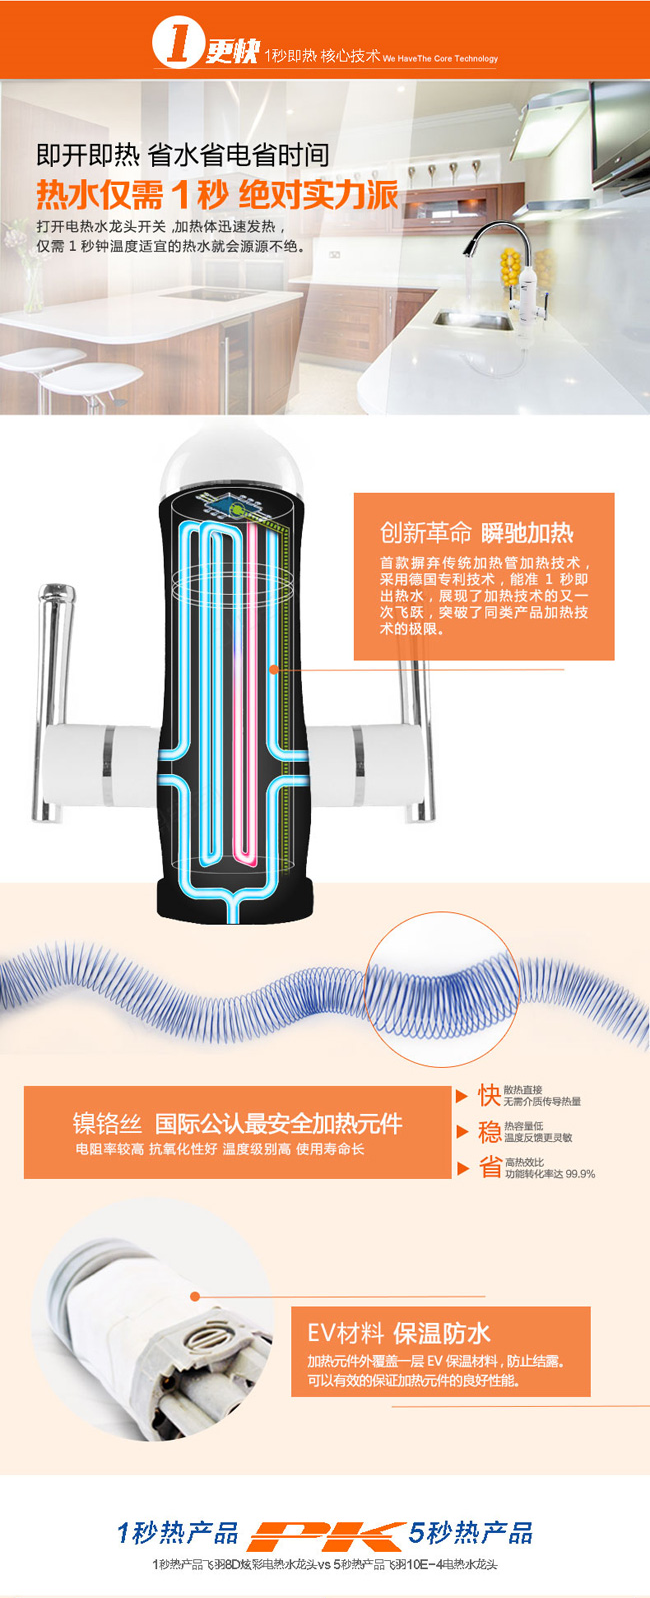 1 更快 1秒即热 核心技术 We HaveThe Core Technology
即开即热 省水省电省时间
热水仅需 1 秒 绝对实力派
打开电热水龙头开关 ,加热体迅速发热，
仅需 1 秒钟温度适宜的热水就会源源不绝。
创新革命 瞬驰加热
首款摒弃传统加热管加热技术，
采用德国专利技术，能准 1 秒即
出热水，展现了加热技术的又一
次飞跃，突破了同类产品加热技
术的极限。
镍铬丝 国际公认最安全加热元件
电阻率较高 抗氧化性好 温度级别高 使用寿命长
快 散热直接
无需介质传导热量
稳 热容量低
温度反馈更灵敏
省 高热效比
功能转化率达 99.9%
EV材料 保温防水
加热元件外覆盖一层 EV 保温材料，防止结露。
可以有效的保证加热元件的良好性能。
1秒热产品 PK 5秒热产品
1秒热产品飞羽8D炫彩电热水龙头vs 5秒热产品飞羽10E-4电热水龙头